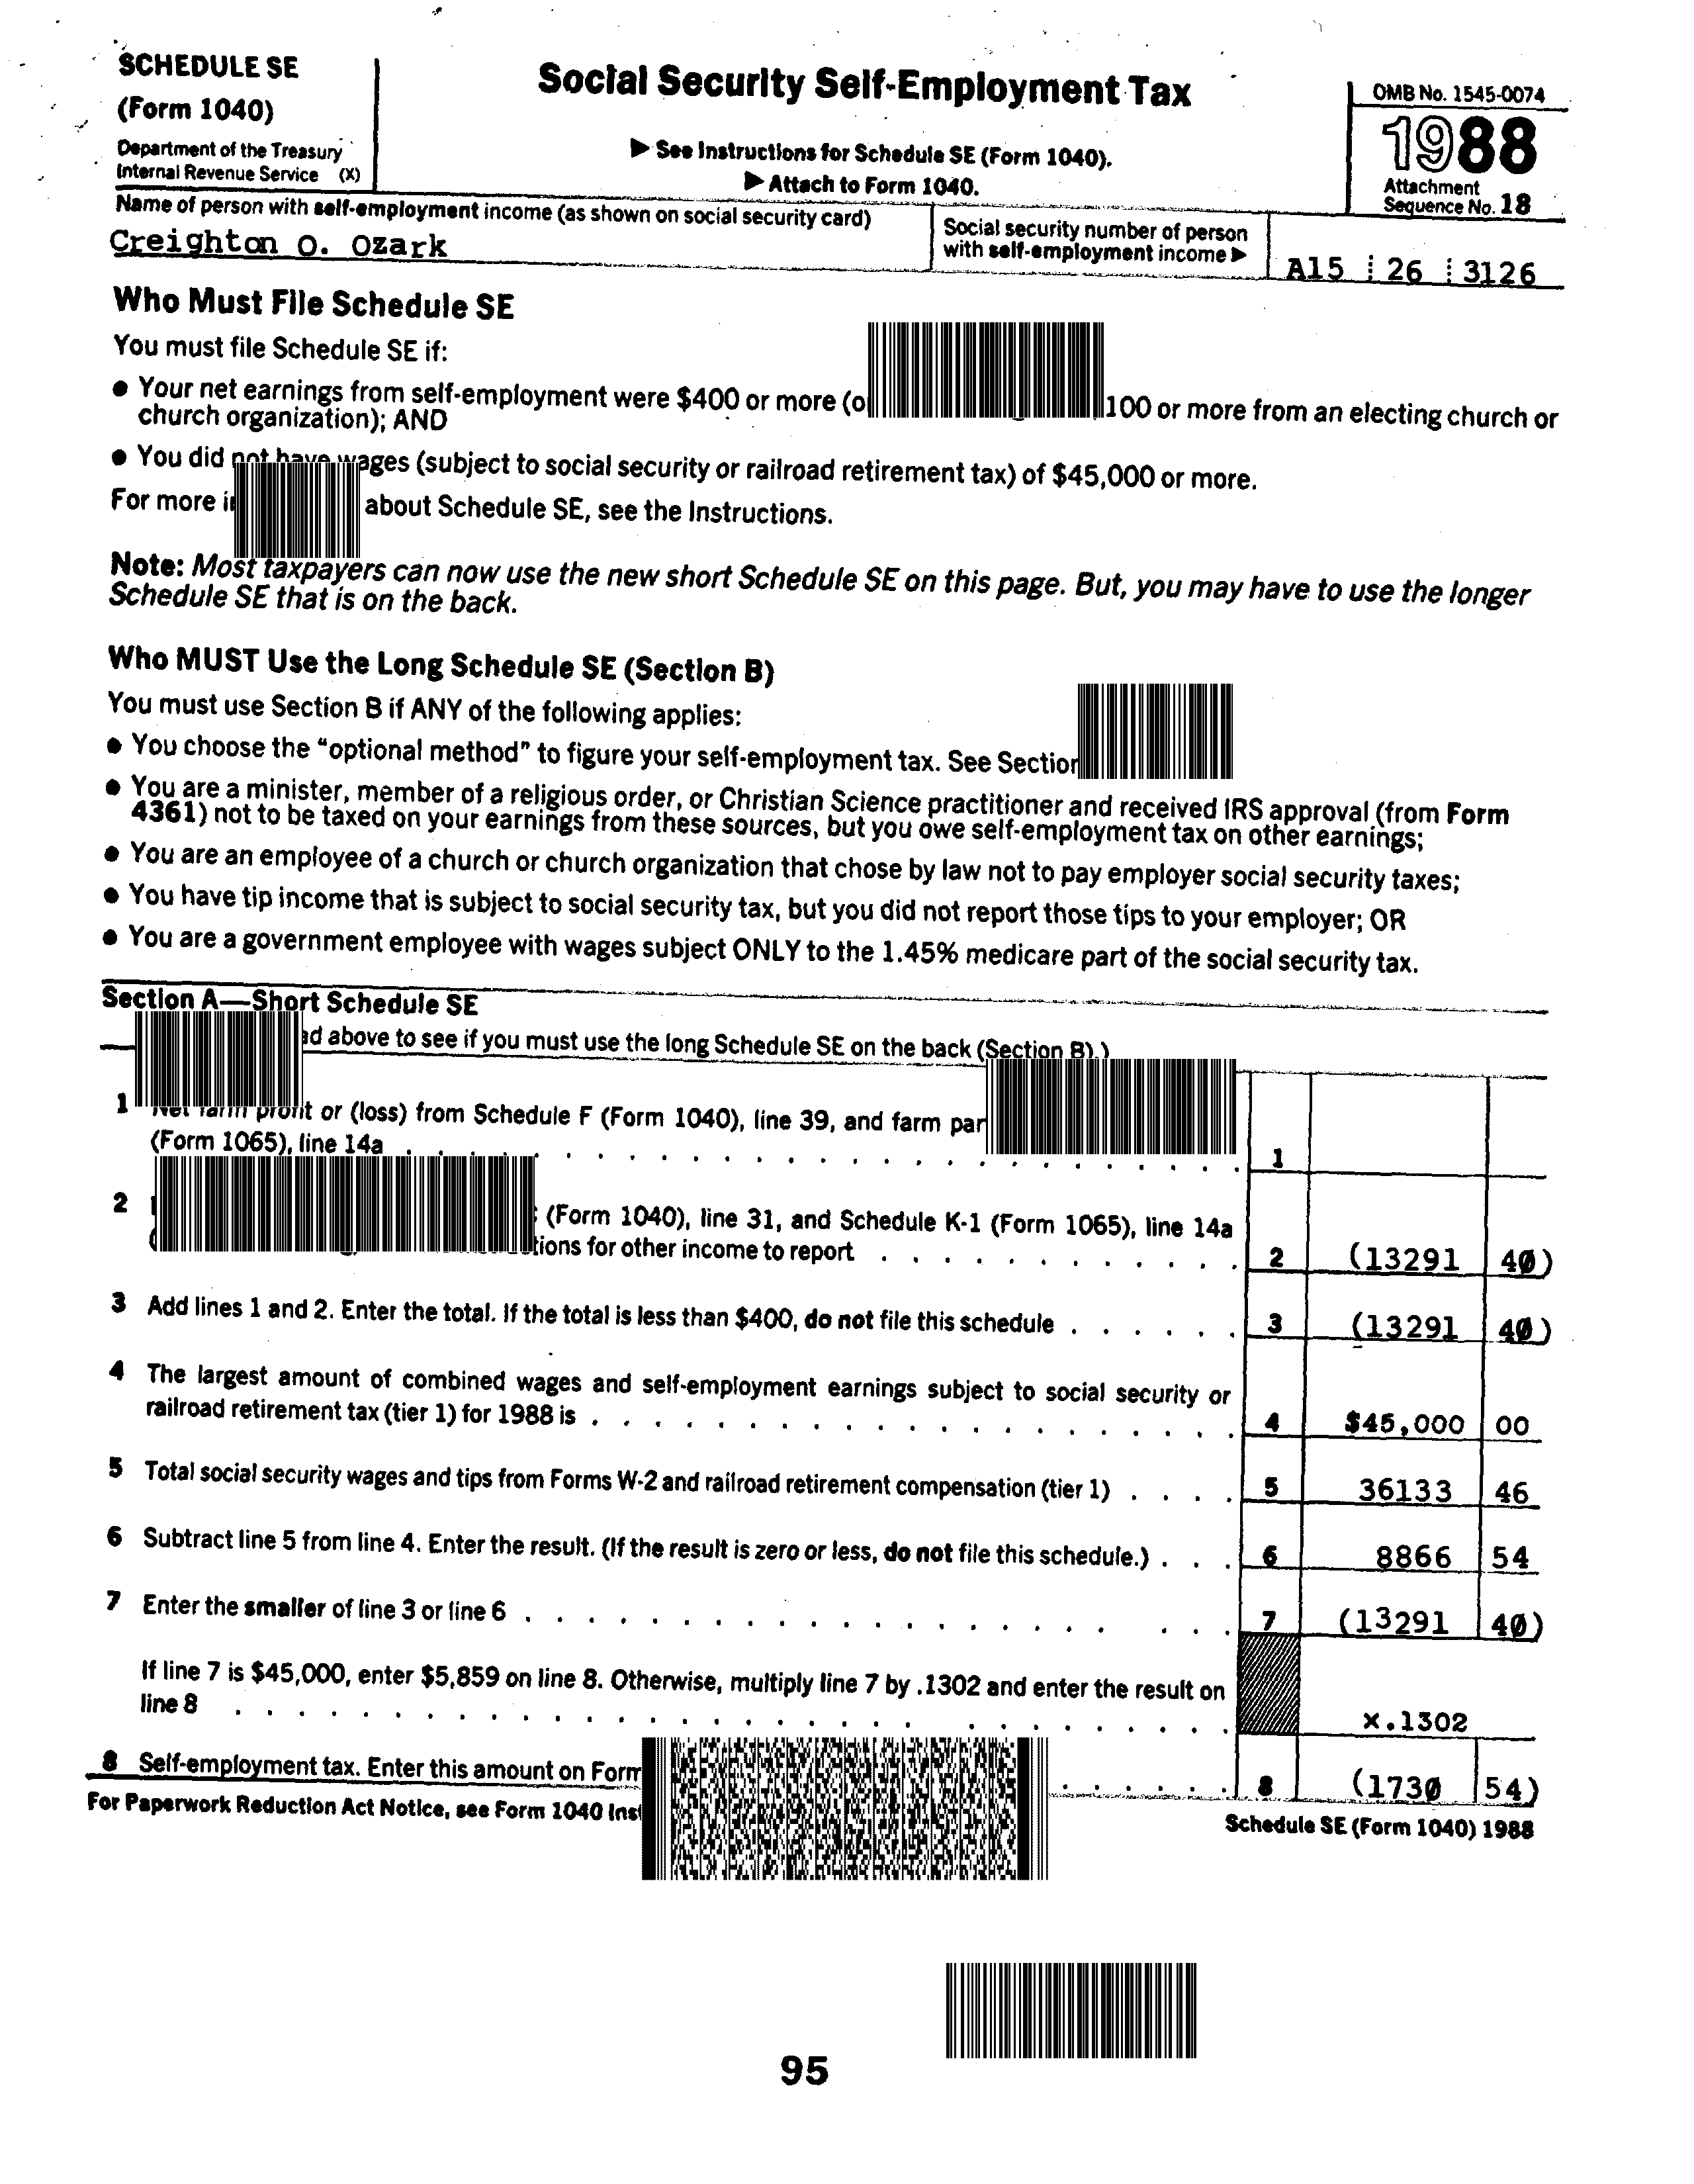 SCHEDULE SE
(Form 1040)
Department of the Treasury
Internal Revenue Service (X)
Social Security Self-Employment Tax
▶ See Instructions for Schedule SE (Form 1040).
▶ Attach to Form 1040.
OMB No. 1545-0074
1988
Attachment
Sequence No. 18
Name of person with self-employment income (as shown on social security card)
Creighton O. Ozark
Social security number of person
with self-employment income ▶
A15 26 3126
Who Must File Schedule SE
You must file Schedule SE if:
● Your net earnings from self-employment were $400 or more 100 or more from an electing church or
church organization); AND
● You did not have wages (subject to social security or railroad retirement tax) of $45,000 or more.
For more about Schedule SE, see the Instructions.
Note: Most taxpayers can now use the new short Schedule SE on this page. But, you may have to use the longer
Schedule SE that is on the back.
Who MUST Use the Long Schedule SE (Section B)
You must use Section B if ANY of the following applies:
● You choose the "optional method" to figure your self-employment tax. See Section
● You are a minister, member of a religious order, or Christian Science practitioner and received IRS approval (from Form
4361) not to be taxed on your earnings from these sources, but you owe self-employment tax on other earnings;
● You are an employee of a church or church organization that chose by law not to pay employer social security taxes;
● You have tip income that is subject to social security tax, but you did not report those tips to your employer; OR
● You are a government employee with wages subject ONLY to the 1.45% medicare part of the social security tax.
Section A—Short Schedule SE
above to see if you must use the long Schedule SE on the back (Section B).)
1 Net farm profit or (loss) from Schedule F (Form 1040), line 39, and farm
(Form 1065), line 14a . . . 1
2 (Form 1040), line 31, and Schedule K-1 (Form 1065), line 14a
for other income to report . . . 2 (13291 40)
3 Add lines 1 and 2. Enter the total. If the total is less than $400, do not file this schedule . . . 3 (13291 40)
4 The largest amount of combined wages and self-employment earnings subject to social security or
railroad retirement tax (tier 1) for 1988 is . . . 4 $45,000 00
5 Total social security wages and tips from Forms W-2 and railroad retirement compensation (tier 1) . . . 5 36133 46
6 Subtract line 5 from line 4. Enter the result. (If the result is zero or less, do not file this schedule.) . . . 6 8866 54
7 Enter the smaller of line 3 or line 6 . . . 7 (13291 40)
If line 7 is $45,000, enter $5,859 on line 8. Otherwise, multiply line 7 by .1302 and enter the result on
line 8 . . . x.1302
8 Self-employment tax. Enter this amount on Form . . . 8 (1730 54)
For Paperwork Reduction Act Notice, see Form 1040
Schedule SE (Form 1040) 1988
95